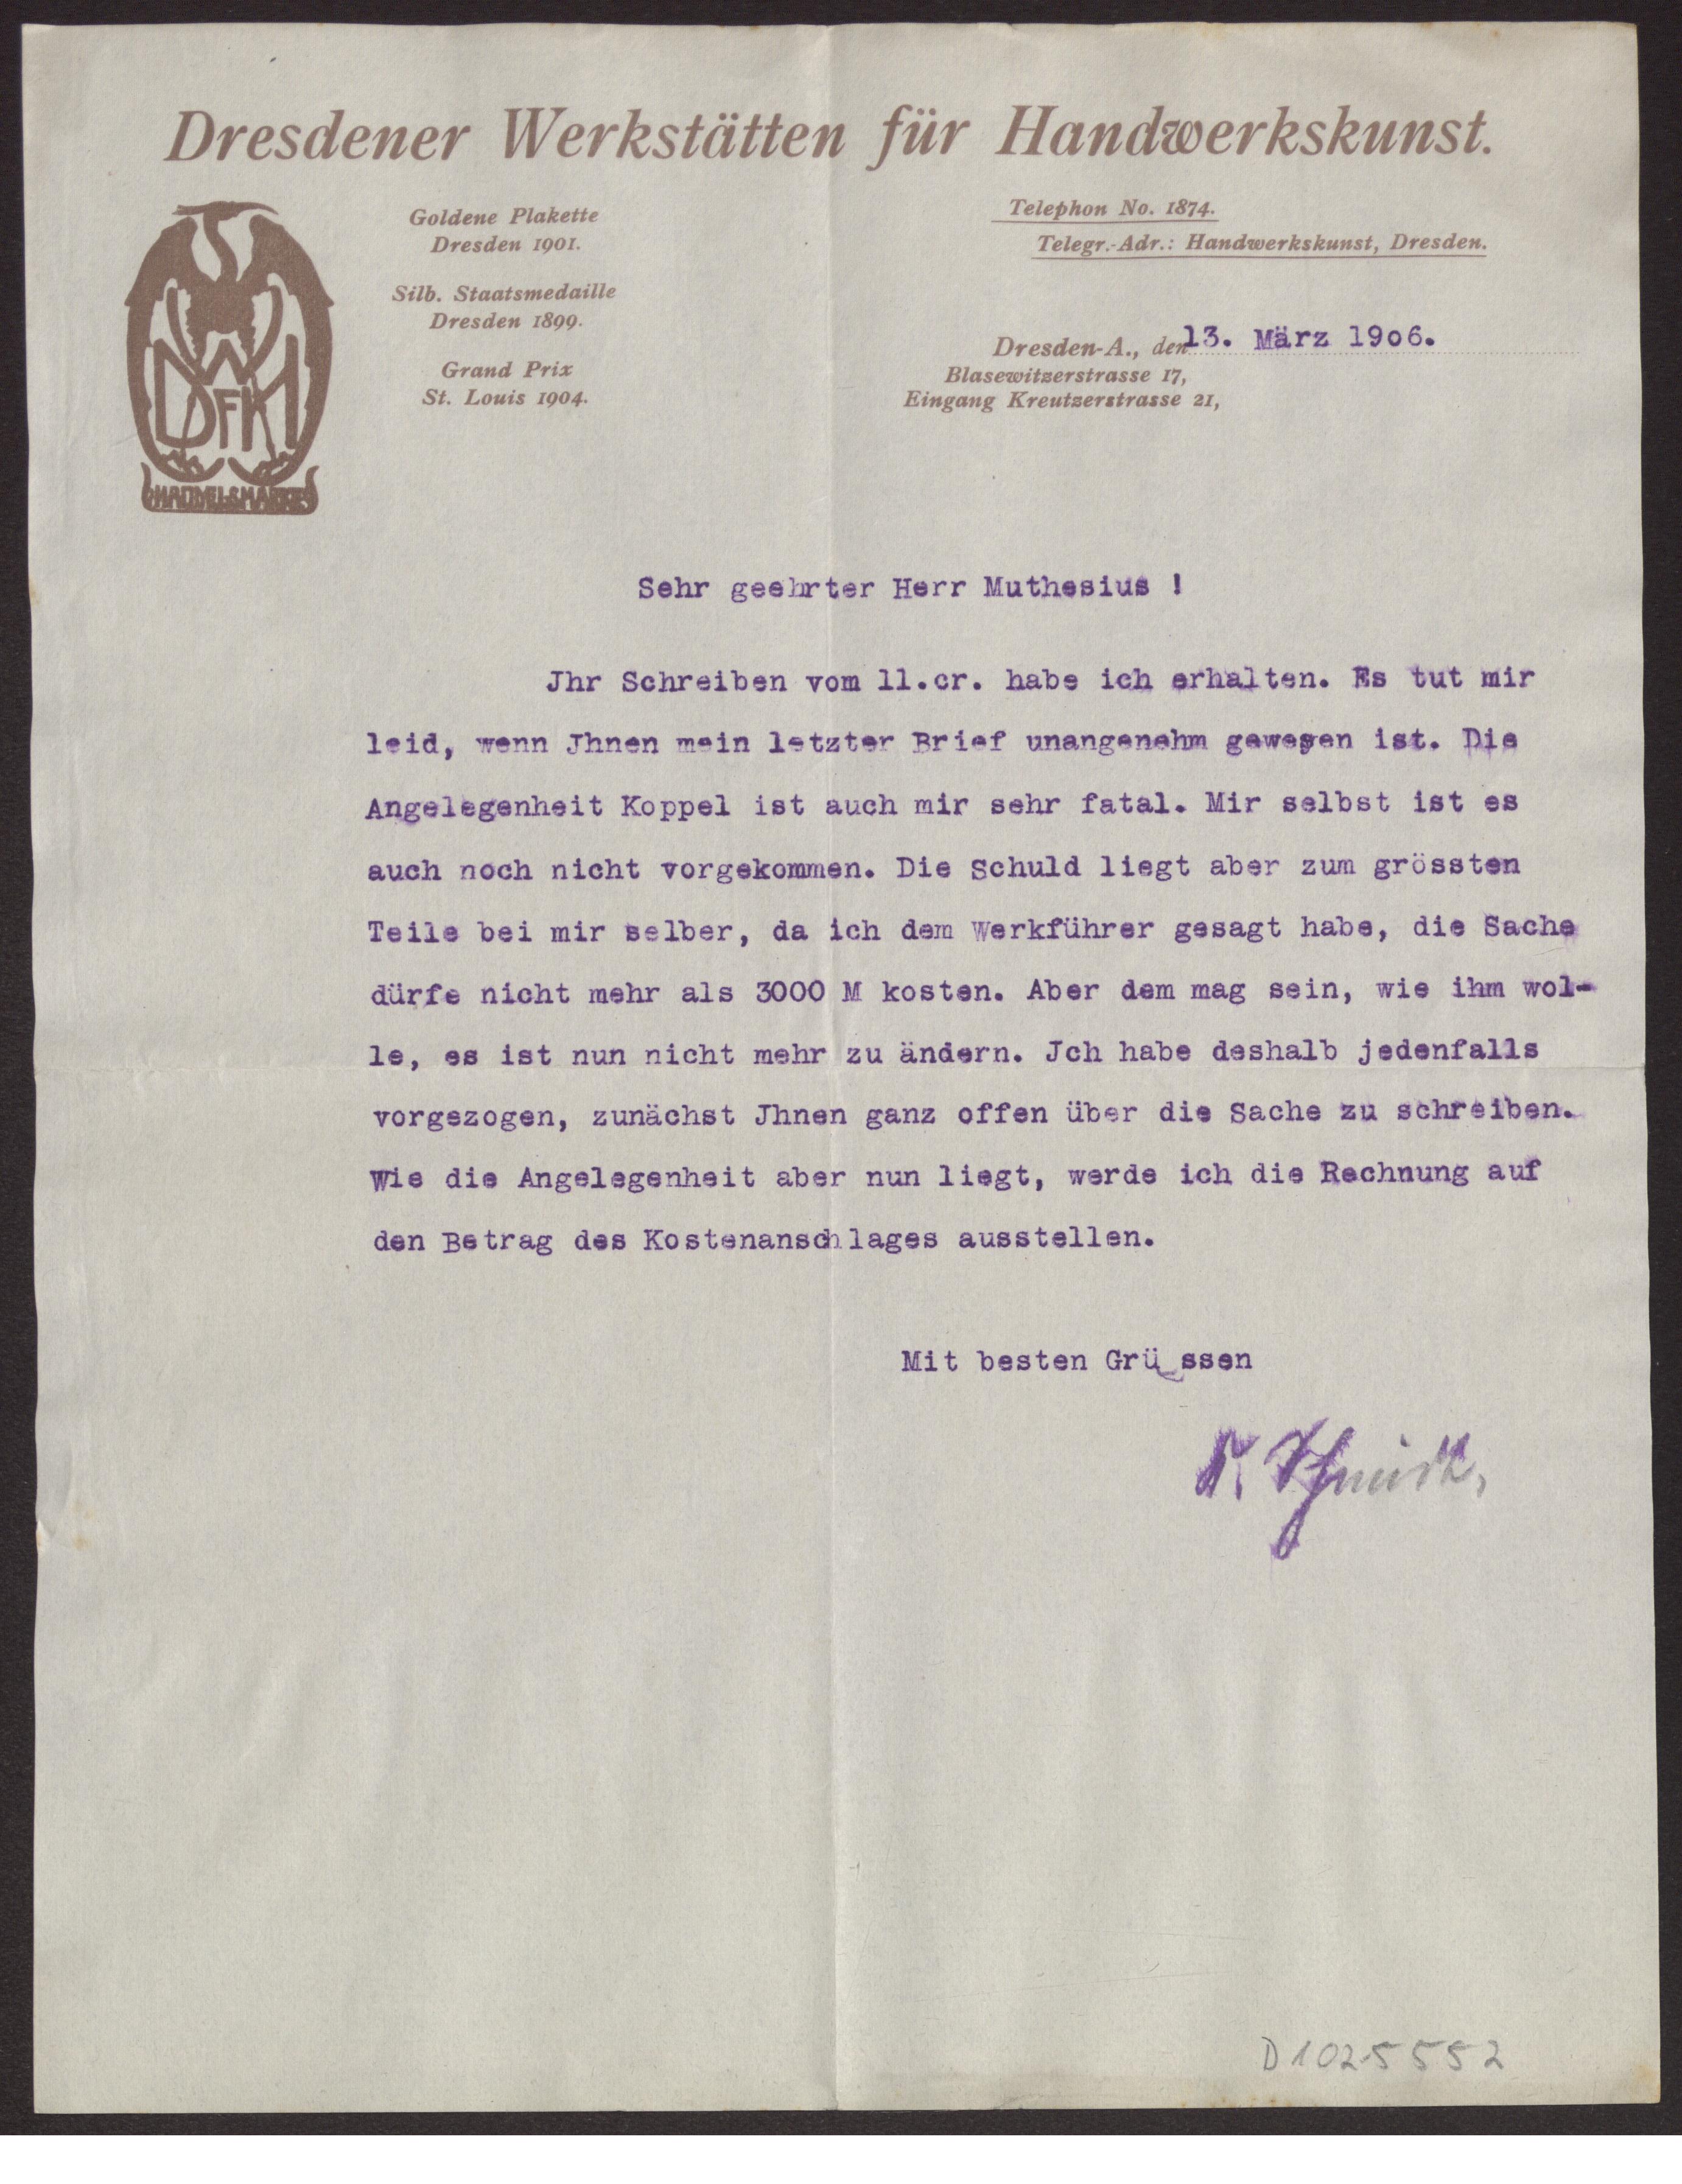 Dresdener Werkstätten für Handwerkskunst.
Goldene Plakette
Dresden 1901.
Silb. Staatsmedaille
Dresden 1899.
Grand Prix
St. Louis 1904.
DWFHK
HANDELSMARKE
Telephon No. 1874.
Telegr.-Adr.: Handwerkskunst, Dresden.
Dresden-A., den 13. März 1906.
Blasewitzerstrasse 17,
Eingang Kreutzerstrasse 21,
Sehr geehrter Herr Muthesius !
Jhr Schreiben vom 11.cr. habe ich erhalten. Es tut mir
leid, wenn Jhnen mein letzter Brief unangenehm gewesen ist. Die
Angelegenheit Koppel ist auch mir sehr fatal. Mir selbst ist es
auch noch nicht vorgekommen. Die Schuld liegt aber zum grössten
Teile bei mir selber, da ich dem Werkführer gesagt habe, die Sache
dürfe nicht mehr als 3000 M kosten. Aber dem mag sein, wie ihm wol-
le, es ist nun nicht mehr zu ändern. Jch habe deshalb jedenfalls
vorgezogen, zunächst Jhnen ganz offen über die Sache zu schreiben.
Wie die Angelegenheit aber nun liegt, werde ich die Rechnung auf
den Betrag des Kostenanschlages ausstellen.
Mit besten Grüssen
K. Schmidt,
D 102-5552